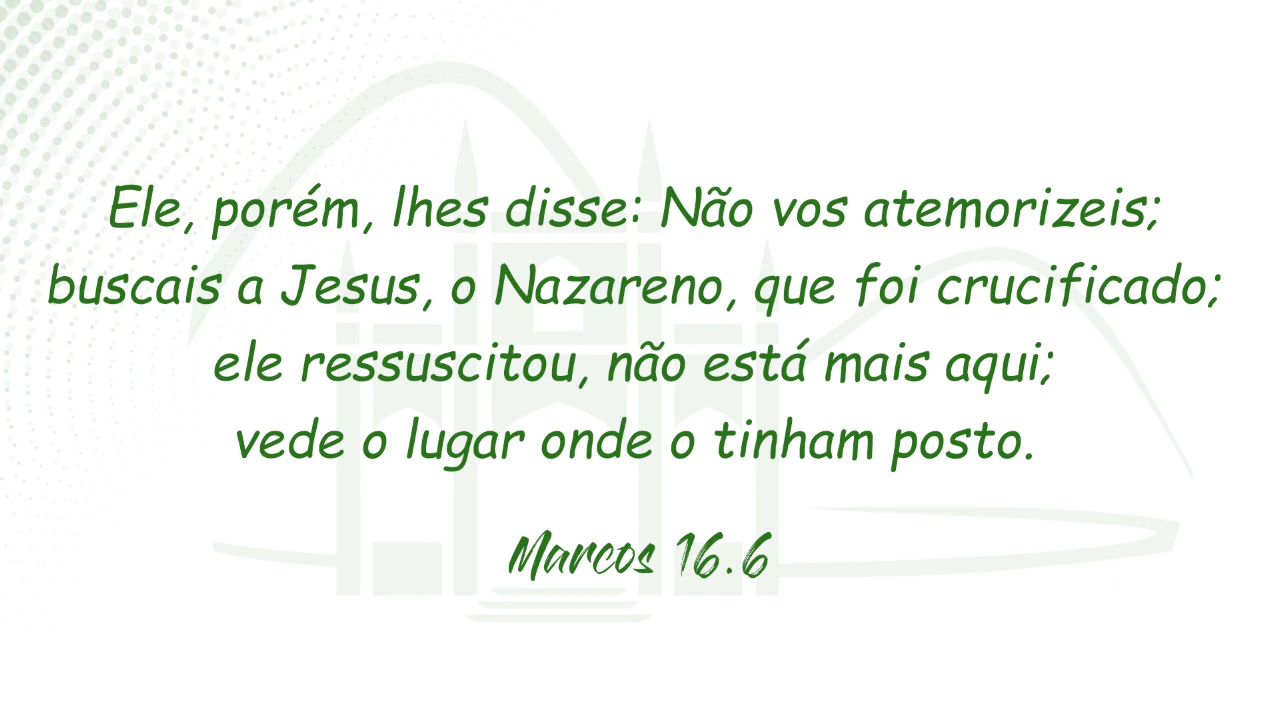 Ele, porém, lhes disse: Não vos atemorizeis;
buscais a Jesus, o Nazareno, que foi crucificado;
ele ressuscitou, não está mais aqui;
vede o lugar onde o tinham posto.
Marcos 16.6